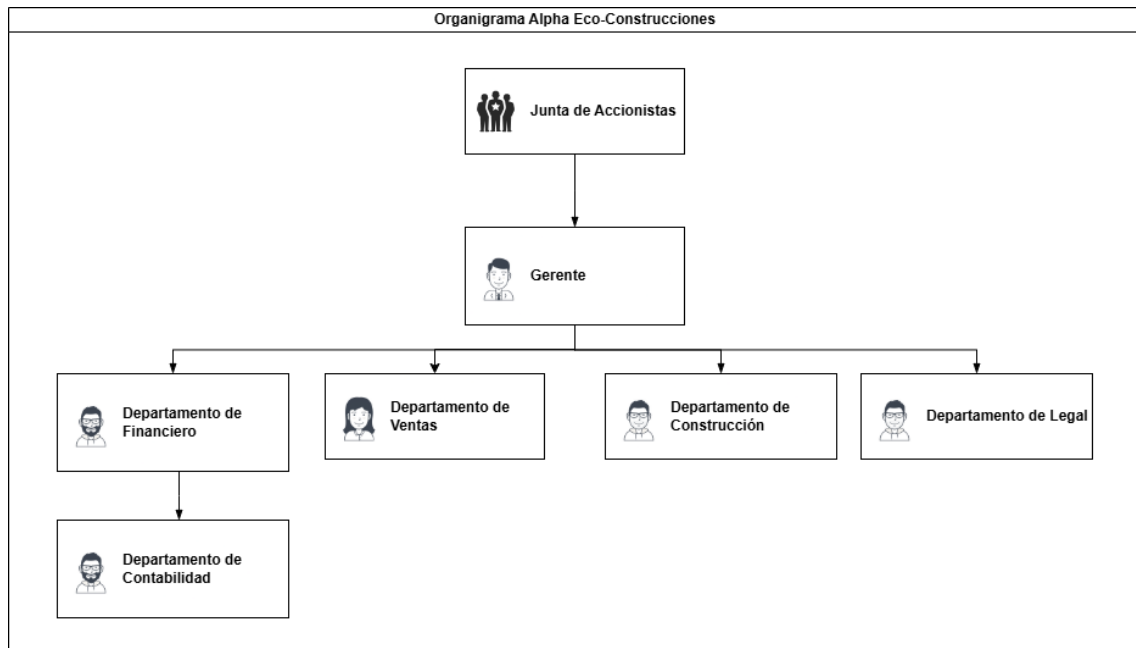 Organigrama Alpha Eco-Construcciones
Junta de Accionistas
Gerente
Departamento de
Financiero
Departamento de
Ventas
Departamento de
Construcción
Departamento de Legal
Departamento de
Contabilidad